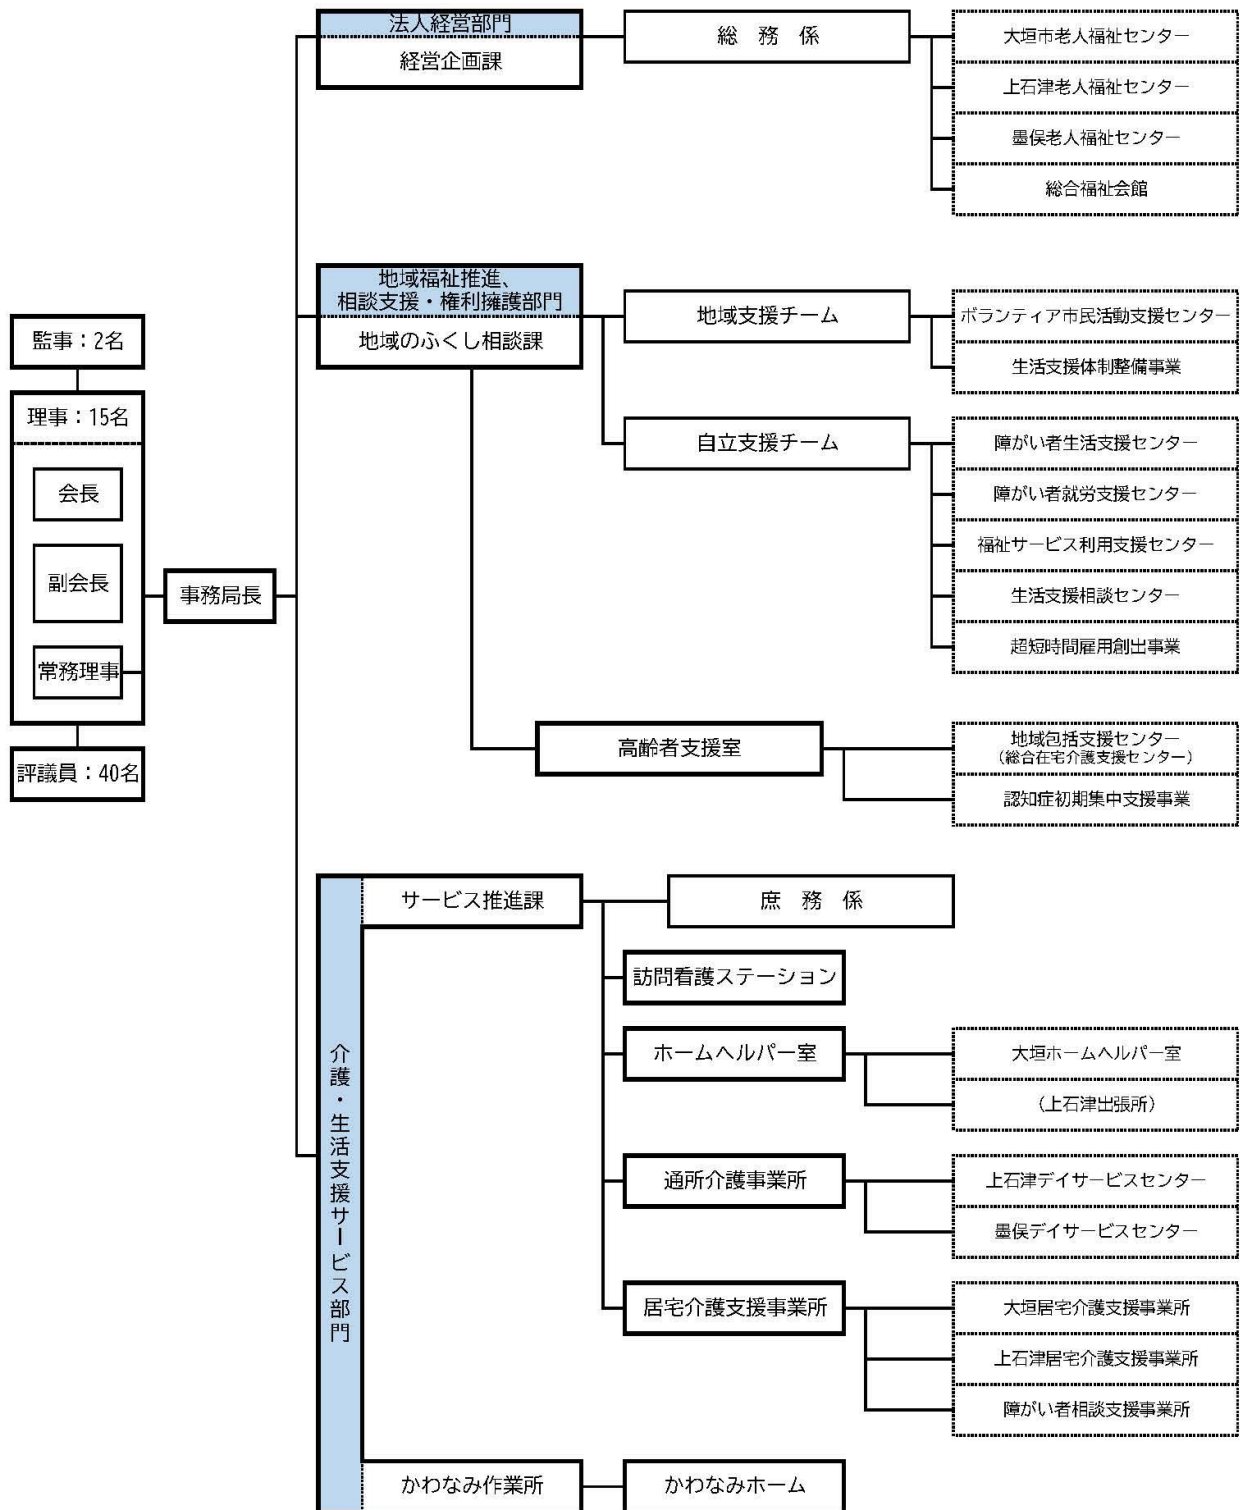 監事：2名
理事：15名
会長
副会長
常務理事
評議員：40名
事務局長
法人経営部門
経営企画課
総務係
大垣市老人福祉センター
上石津老人福祉センター
墨俣老人福祉センター
総合福祉会館
地域福祉推進、
相談支援・権利擁護部門
地域のふくし相談課
地域支援チーム
ボランティア市民活動支援センター
生活支援体制整備事業
自立支援チーム
障がい者生活支援センター
障がい者就労支援センター
福祉サービス利用支援センター
生活支援相談センター
超短時間雇用創出事業
高齢者支援室
地域包括支援センター
（総合在宅介護支援センター）
認知症初期集中支援事業
介護・生活支援サービス部門
サービス推進課
庶務係
訪問看護ステーション
ホームヘルパー室
大垣ホームヘルパー室
（上石津出張所）
通所介護事業所
上石津デイサービスセンター
墨俣デイサービスセンター
居宅介護支援事業所
大垣居宅介護支援事業所
上石津居宅介護支援事業所
障がい者相談支援事業所
かわなみ作業所
かわなみホーム